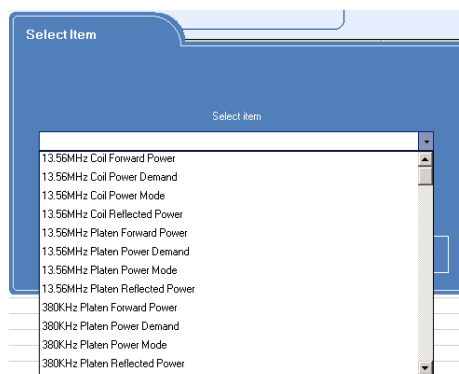 Select Item
Select item
13.56MHz Coil Forward Power
13.56MHz Coil Power Demand
13.56MHz Coil Power Mode
13.56MHz Coil Reflected Power
13.56MHz Platen Forward Power
13.56MHz Platen Power Demand
13.56MHz Platen Power Mode
13.56MHz Platen Reflected Power
380KHz Platen Forward Power
380KHz Platen Power Demand
380KHz Platen Power Mode
380KHz Platen Reflected Power